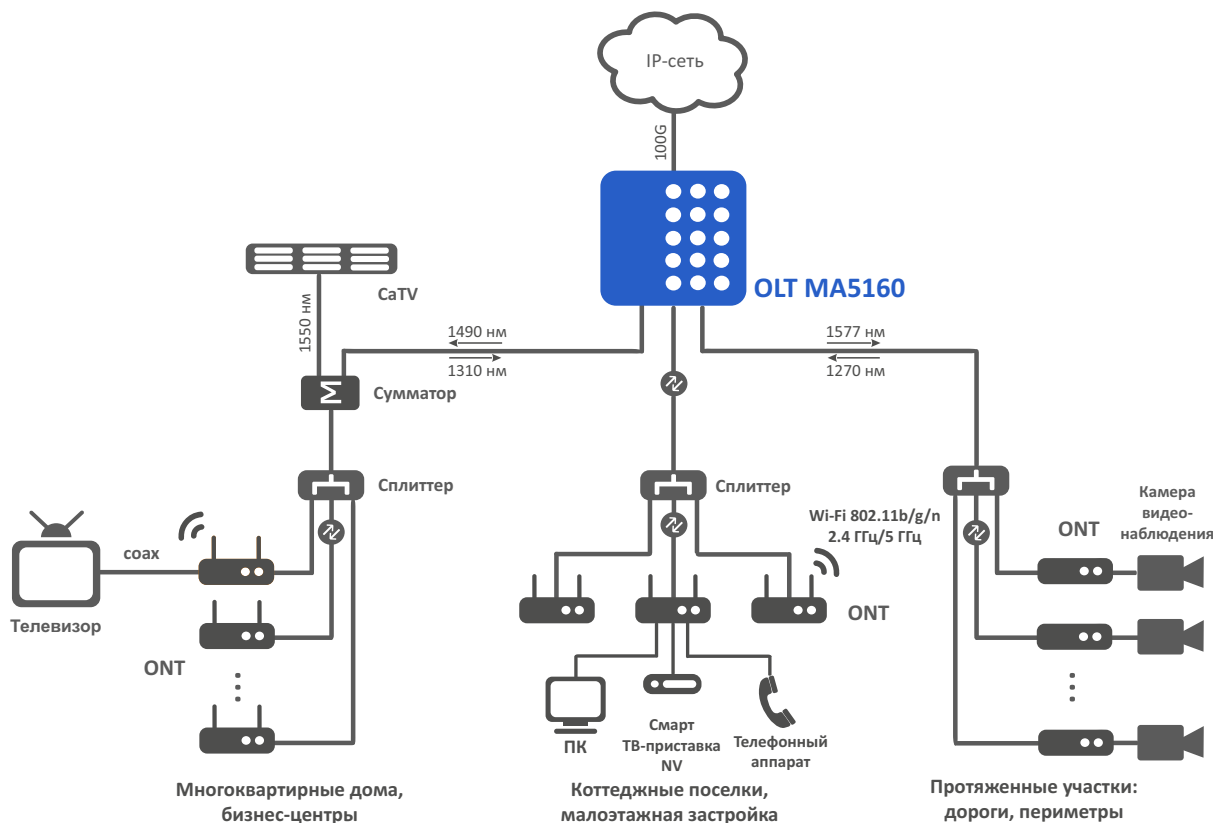 IP-сеть
100G
OLT MA5160
CaTV
1550 нм
1490 нм
1310 нм
1577 нм
1270 нм
Сумматор
Сплиттер
Сплиттер
Wi-Fi 802.11b/g/n
2.4 ГГц/5 ГГц
Камера
видео-
наблюдения
ONT
coax
Телевизор
ONT
ONT
ПК
Смарт
ТВ-приставка
NV
Телефонный
аппарат
Многоквартирные дома,
бизнес-центры
Коттеджные поселки,
малоэтажная застройка
Протяженные участки:
дороги, периметры